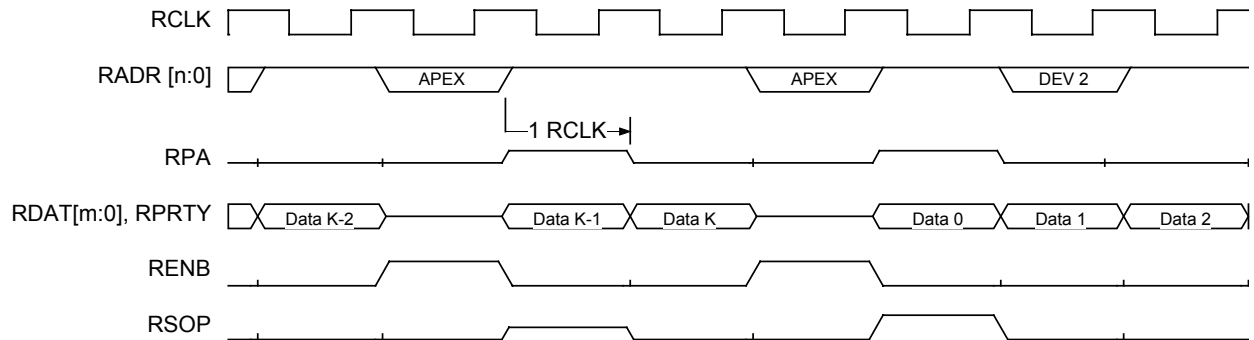 RCLK
RADR [n:0]
APEX
APEX
DEV 2
1 RCLK
RPA
RDAT[m:0], RPRTY
Data K-2
Data K-1
Data K
Data 0
Data 1
Data 2
RENB
RSOP